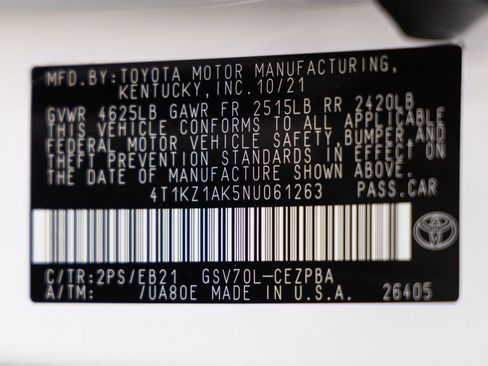 MFD.BY:TOYOTA MOTOR MANUFACTURING,
KENTUCKY,INC.10/21
GVWR 4625LB GAWR FR 2515LB RR 2420LB
THIS VEHICLE CONFORMS TO ALL APPLICABLE
FEDERAL MOTOR VEHICLE SAFETY,BUMPER,AND
THEFT PREVENTION STANDARDS IN EFFECT ON
THE DATE OF MANUFACTURE SHOWN ABOVE.
4T1KZ1AK5NU061263 PASS.CAR
C/TR:2PS/EB21 GSV70L-CEZPBA
A/TM: /UA80E MADE IN U.S.A. 26405